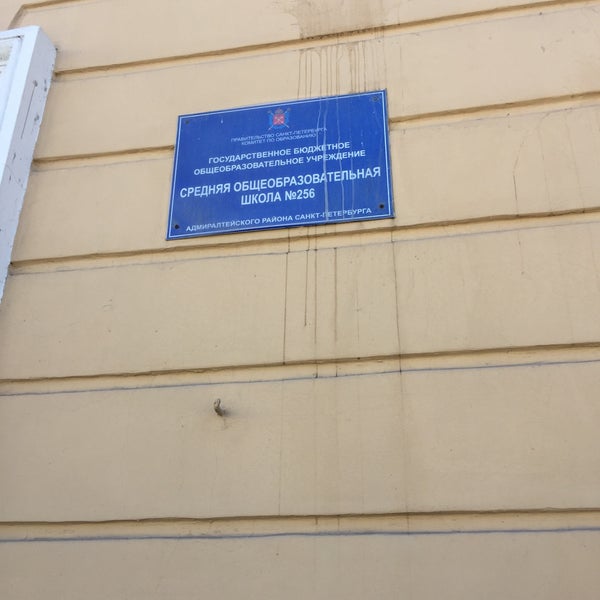 ПРАВИТЕЛЬСТВО САНКТ-ПЕТЕРБУРГА
КОМИТЕТ ПО ОБРАЗОВАНИЮ
ГОСУДАРСТВЕННОЕ БЮДЖЕТНОЕ
ОБЩЕОБРАЗОВАТЕЛЬНОЕ УЧРЕЖДЕНИЕ
СРЕДНЯЯ ОБЩЕОБРАЗОВАТЕЛЬНАЯ
ШКОЛА №256
АДМИРАЛТЕЙСКОГО РАЙОНА САНКТ-ПЕТЕРБУРГА